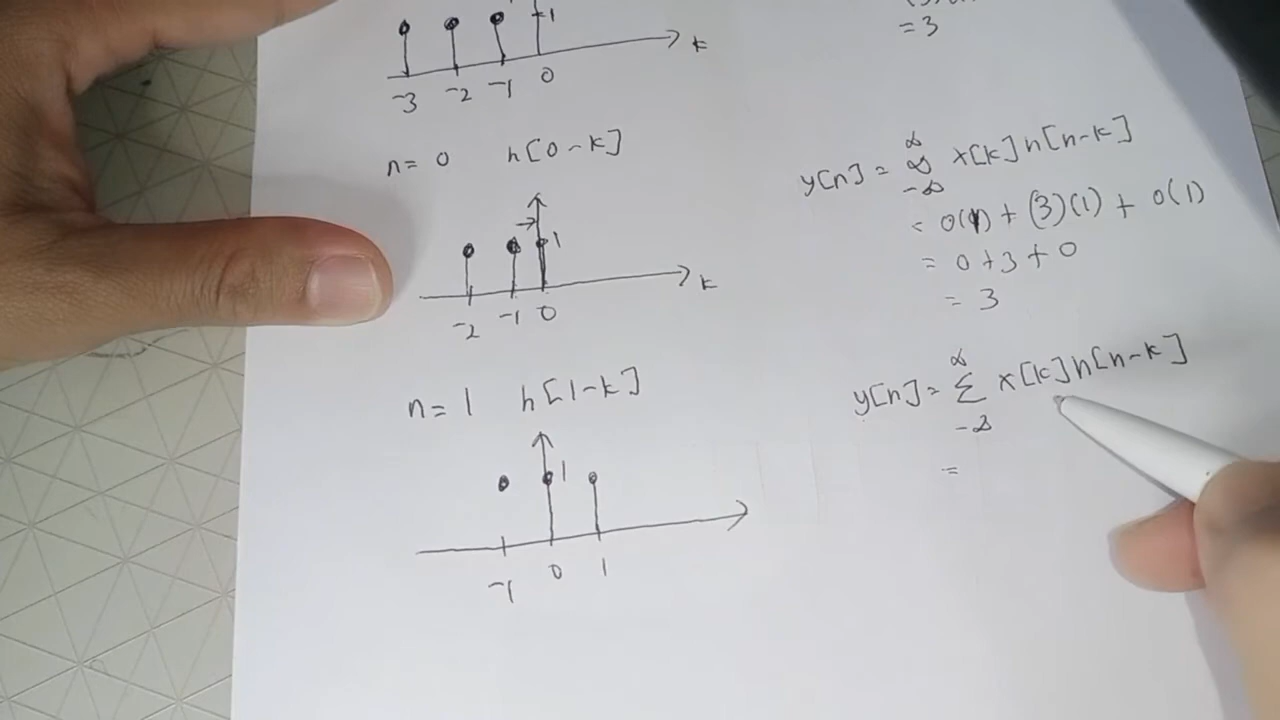 1
k
-3 -2 -1 0
= 3
n = 0 h[0-k]
1
k
-2 -1 0
y[n] = ∞ ∞ -∞ x[k]h[n-k]
= 0(1) + (3)(1) + 0(1)
= 0+3+0
= 3
n = 1 h[1-k]
1
-1 0 1
y[n] = ∞ Σ -∞ x[k]h[n-k]
=